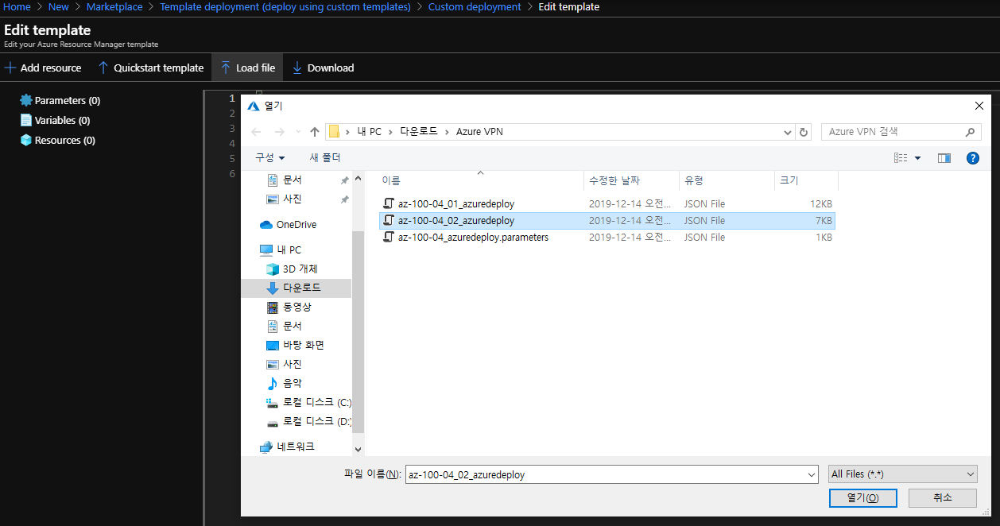 Home > New > Marketplace > Template deployment (deploy using custom templates) > Custom deployment > Edit template
Edit template
Edit your Azure Resource Manager template
Add resource Quickstart template Load file Download
Parameters (0)
Variables (0)
Resources (0)
1
2
3
4
5
6
열기
내 PC > 다운로드 > Azure VPN
Azure VPN 검색
구성 새 폴더
문서
사진
OneDrive
내 PC
3D 개체
다운로드
동영상
문서
바탕 화면
사진
음악
로컬 디스크 (C:)
로컬 디스크 (D:)
네트워크
이름 수정한 날짜 유형 크기
az-100-04_01_azuredeploy 2019-12-14 오전... JSON File 12KB
az-100-04_02_azuredeploy 2019-12-14 오전... JSON File 7KB
az-100-04_azuredeploy.parameters 2019-12-14 오전... JSON File 1KB
파일 이름(N): az-100-04_02_azuredeploy All Files (*.*)
열기(O) 취소